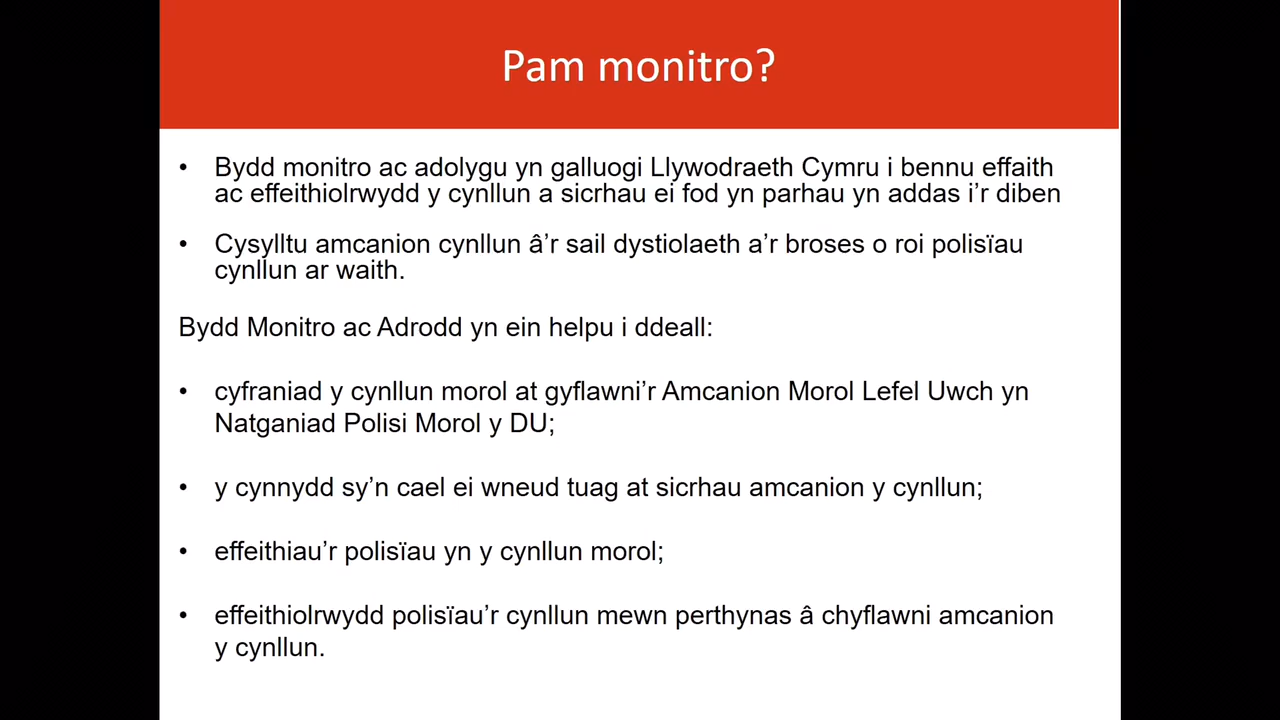 Pam monitro?
• Bydd monitro ac adolygu yn galluogi Llywodraeth Cymru i bennu effaith
ac effeithiolrwydd y cynllun a sicrhau ei fod yn parhau yn addas i’r diben
• Cysylltu amcanion cynllun â’r sail dystiolaeth a’r broses o roi polisïau
cynllun ar waith.
Bydd Monitro ac Adrodd yn ein helpu i ddeall:
• cyfraniad y cynllun morol at gyflawni’r Amcanion Morol Lefel Uwch yn
Natganiad Polisi Morol y DU;
• y cynnydd sy’n cael ei wneud tuag at sicrhau amcanion y cynllun;
• effeithiau’r polisïau yn y cynllun morol;
• effeithiolrwydd polisïau’r cynllun mewn perthynas â chyflawni amcanion
y cynllun.